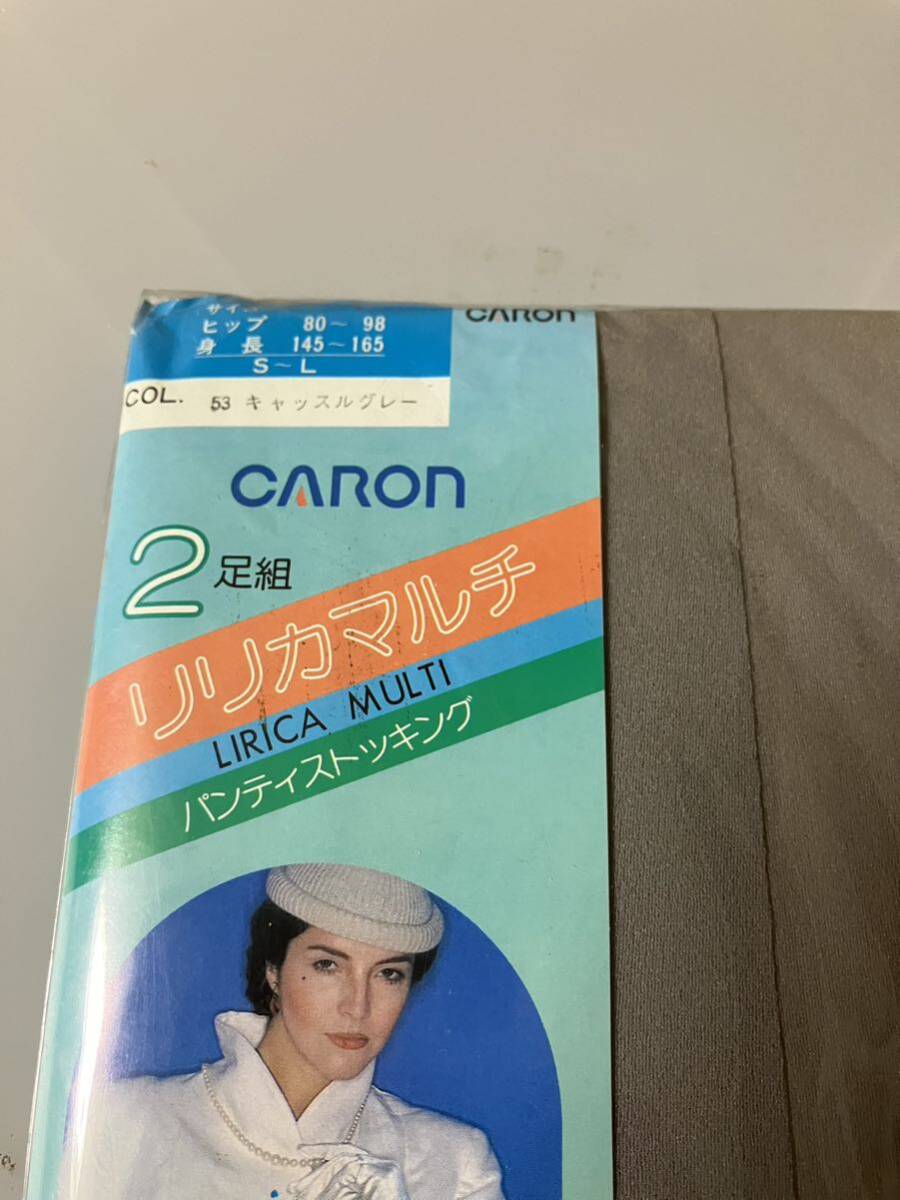 サイズ
ヒップ 80～98
身長 145～165
S～L
CARON
COL. 53 キャッスルグレー
CARON
2足組
リリカマルチ
LIRICA MULTI
パンティストッキング